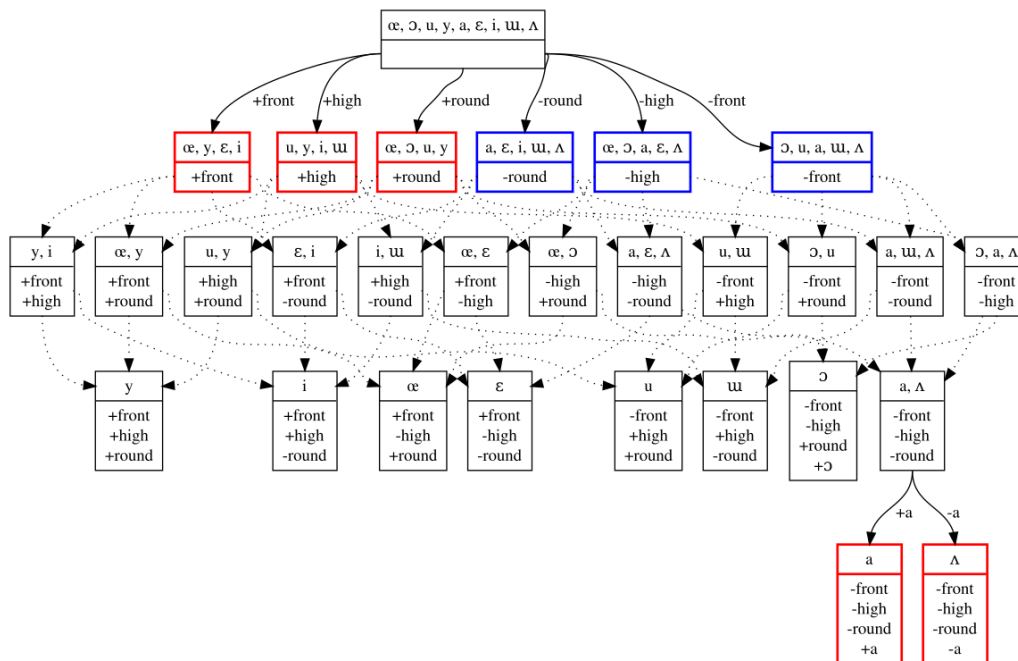 œ, ɔ, u, y, a, ɛ, i, ɯ, ʌ
+front
+high
+round
-round
-high
-front
œ, y, ɛ, i
+front
u, y, i, ɯ
+high
œ, ɔ, u, y
+round
a, ɛ, i, ɯ, ʌ
-round
œ, ɔ, a, ɛ, ʌ
-high
ɔ, u, a, ɯ, ʌ
-front
y, i
+front
+high
œ, y
+front
+round
u, y
+high
+round
ɛ, i
+front
-round
i, ɯ
+high
-round
œ, ɛ
+front
-high
œ, ɔ
-high
+round
a, ɛ, ʌ
-high
-round
u, ɯ
-front
+high
ɔ, u
-front
+round
a, ɯ, ʌ
-front
-round
ɔ, a, ʌ
-front
-high
y
+front
+high
+round
i
+front
+high
-round
œ
+front
-high
+round
ɛ
+front
-high
-round
u
-front
+high
+round
ɯ
-front
+high
-round
ɔ
-front
-high
+round
+ɔ
a, ʌ
-front
-high
-round
+a
-a
a
-front
-high
-round
+a
ʌ
-front
-high
-round
-a